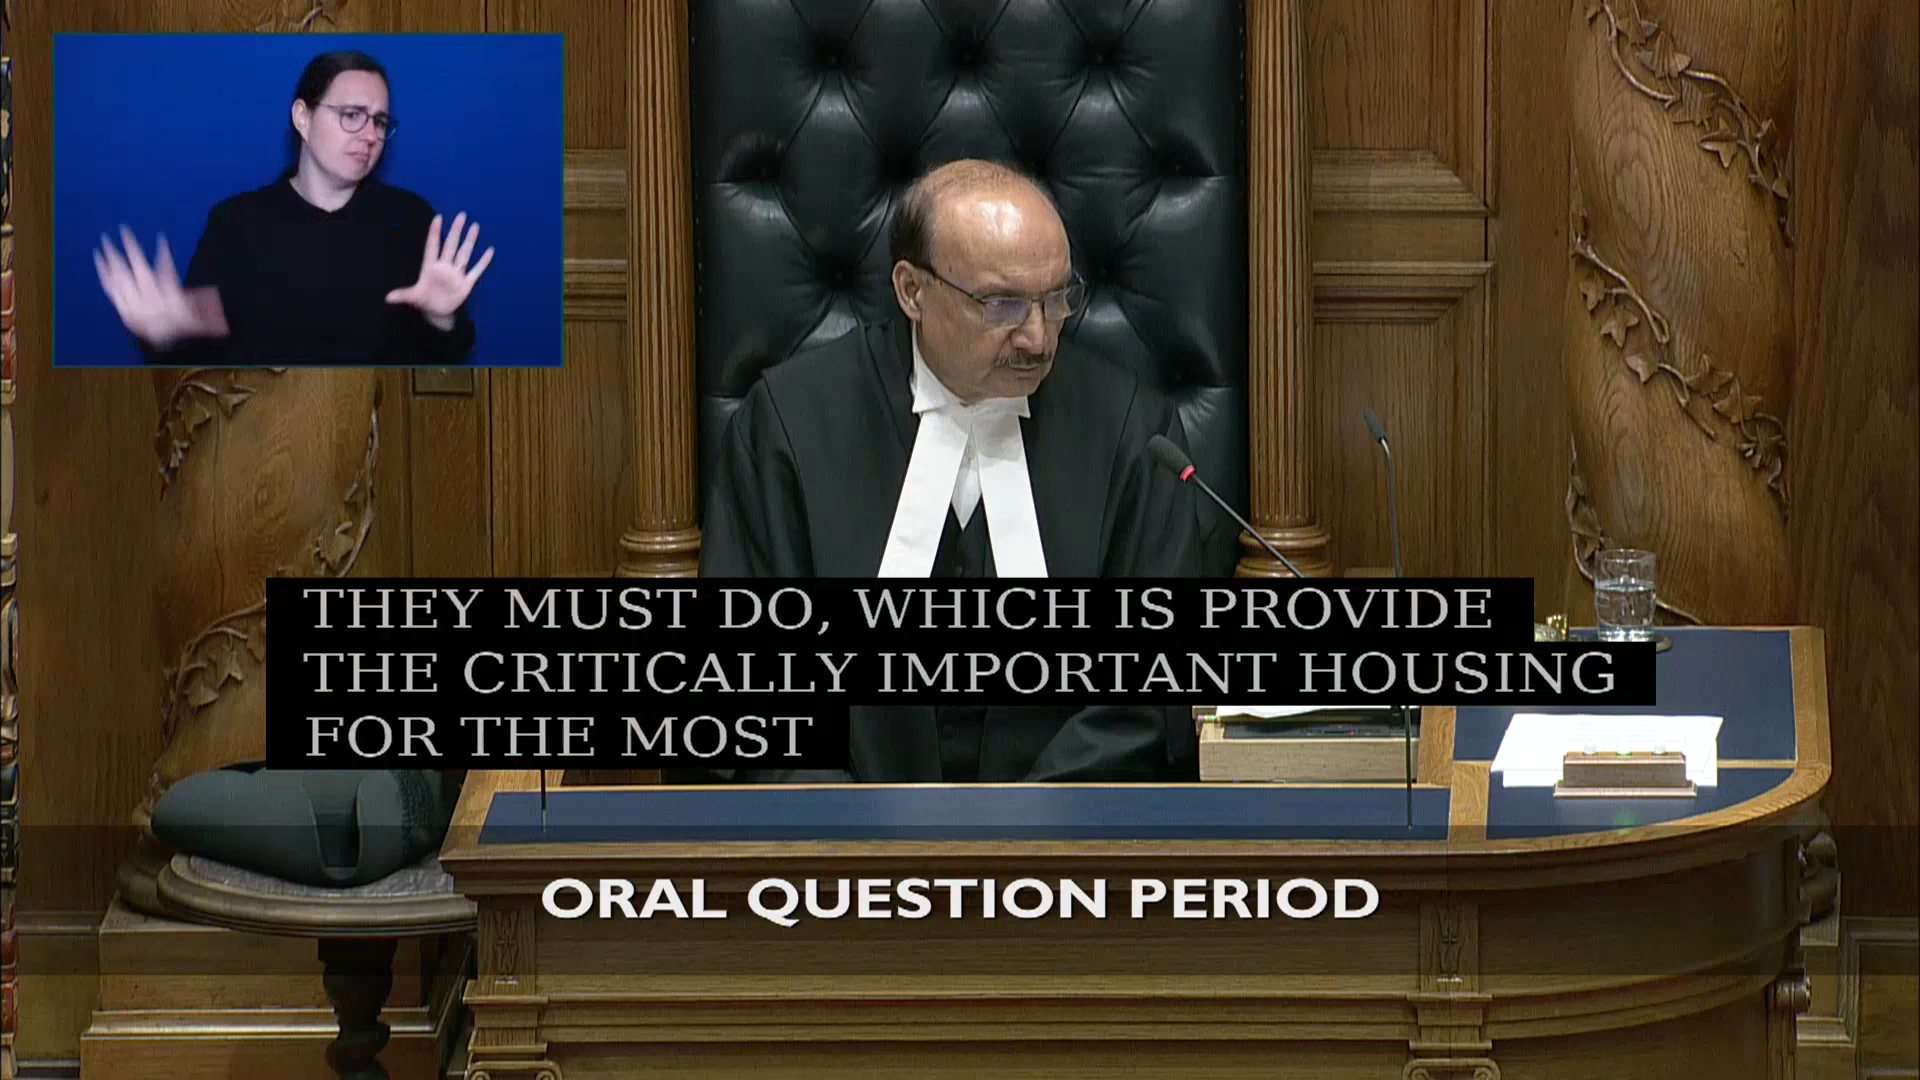 THEY MUST DO, WHICH IS PROVIDE
THE CRITICALLY IMPORTANT HOUSING
FOR THE MOST
ORAL QUESTION PERIOD